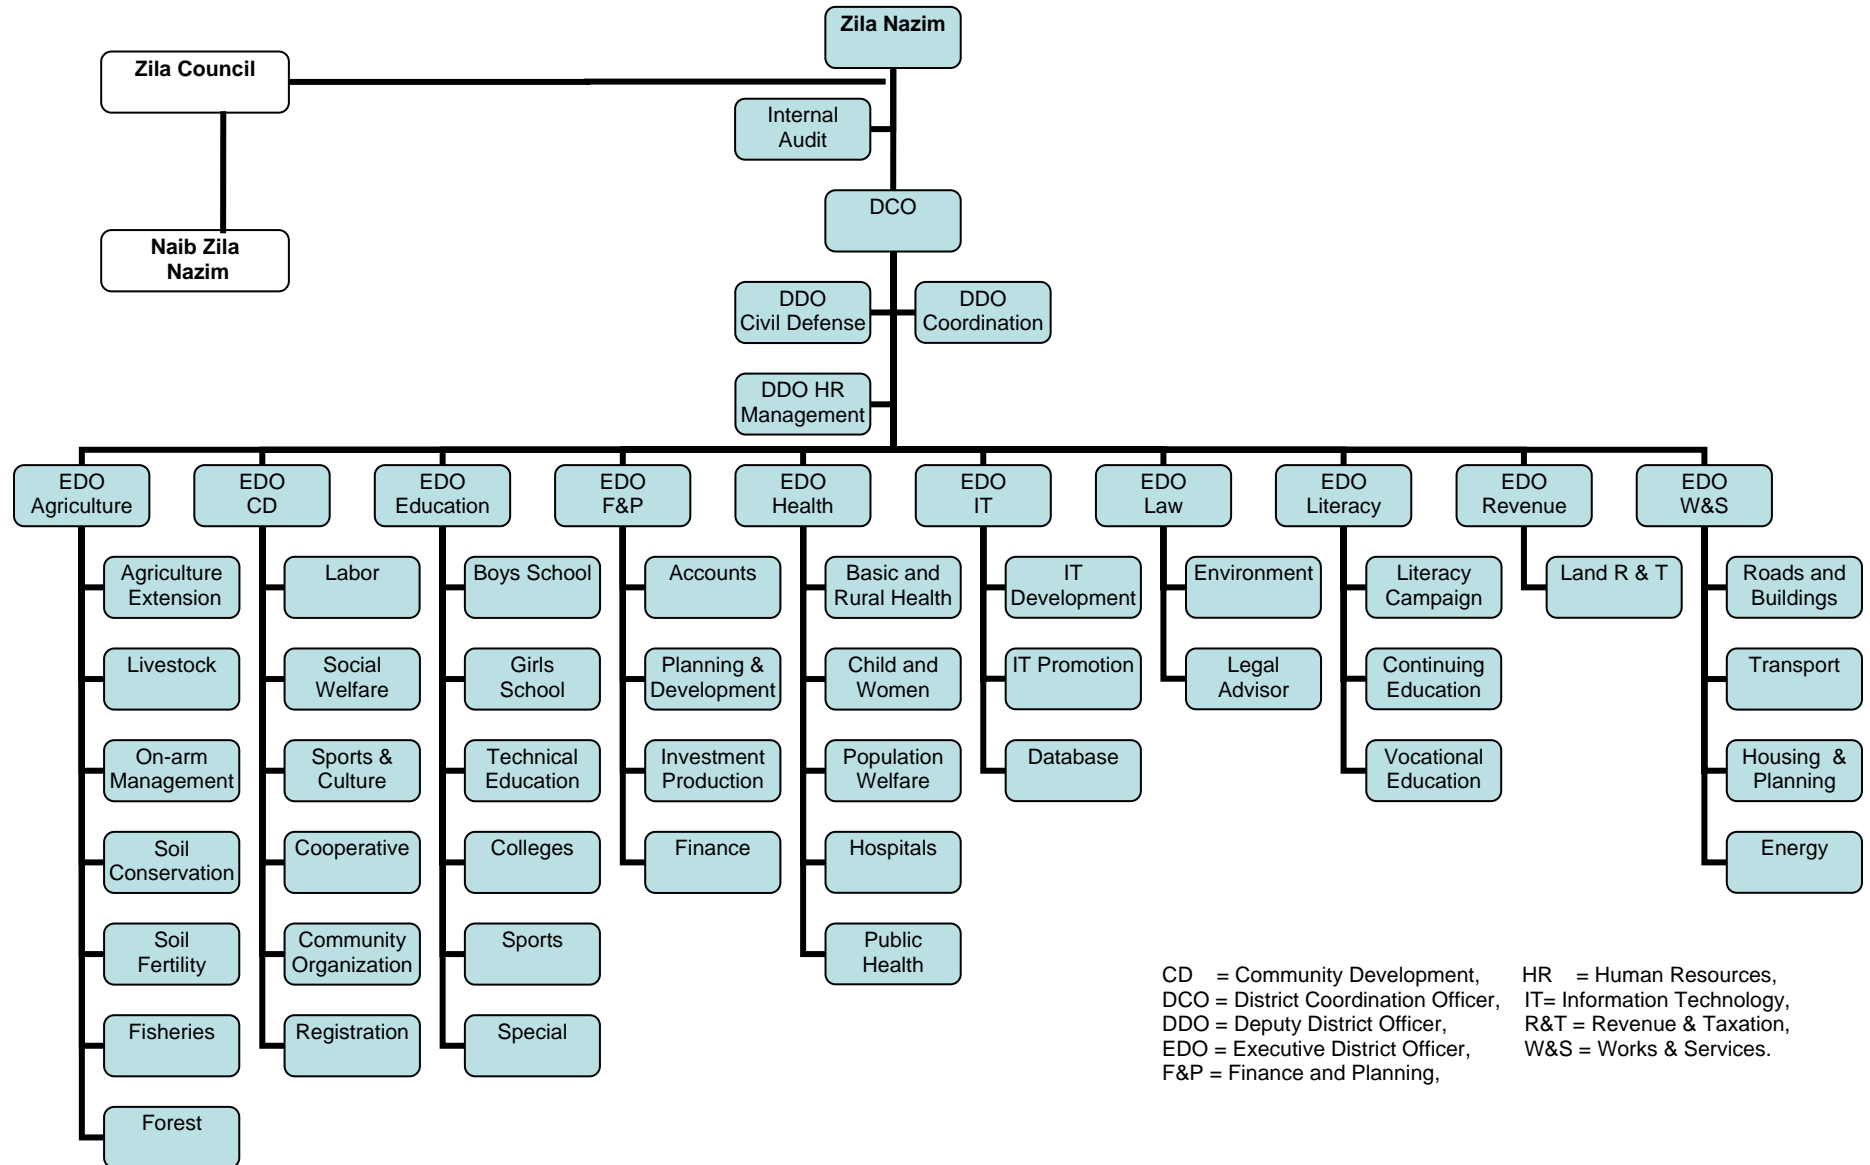 Zila Nazim
Zila Council
Internal
Audit
DCO
Naib Zila
Nazim
DDO
Civil Defense
DDO
Coordination
DDO HR
Management
EDO
Agriculture
EDO
CD
EDO
Education
EDO
F&P
EDO
Health
EDO
IT
EDO
Law
EDO
Literacy
EDO
Revenue
EDO
W&S
Agriculture
Extension
Livestock
On-arm
Management
Soil
Conservation
Soil
Fertility
Fisheries
Forest
Labor
Social
Welfare
Sports &
Culture
Cooperative
Community
Organization
Registration
Boys School
Girls
School
Technical
Education
Colleges
Sports
Special
Accounts
Planning &
Development
Investment
Production
Finance
Basic and
Rural Health
Child and
Women
Population
Welfare
Hospitals
Public
Health
IT
Development
IT Promotion
Database
Environment
Legal
Advisor
Literacy
Campaign
Continuing
Education
Vocational
Education
Land R & T
Roads and
Buildings
Transport
Housing &
Planning
Energy
CD = Community Development, HR = Human Resources,
DCO = District Coordination Officer, IT= Information Technology,
DDO = Deputy District Officer, R&T = Revenue & Taxation,
EDO = Executive District Officer, W&S = Works & Services.
F&P = Finance and Planning,